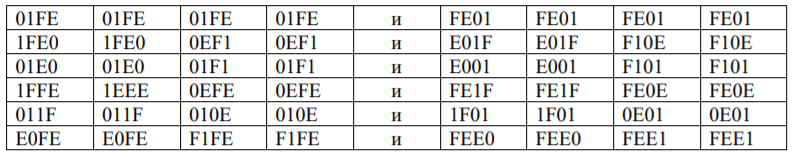 01FE 01FE 01FE 01FE и FE01 FE01 FE01 FE01
1FE0 1FE0 0EF1 0EF1 и E01F E01F F10E F10E
01E0 01E0 01F1 01F1 и E001 E001 F101 F101
1FFE 1EEE 0EFE 0EFE и FE1F FE1F FE0E FE0E
011F 011F 010E 010E и 1F01 1F01 0E01 0E01
E0FE E0FE F1FE F1FE и FEE0 FEE0 FEE1 FEE1